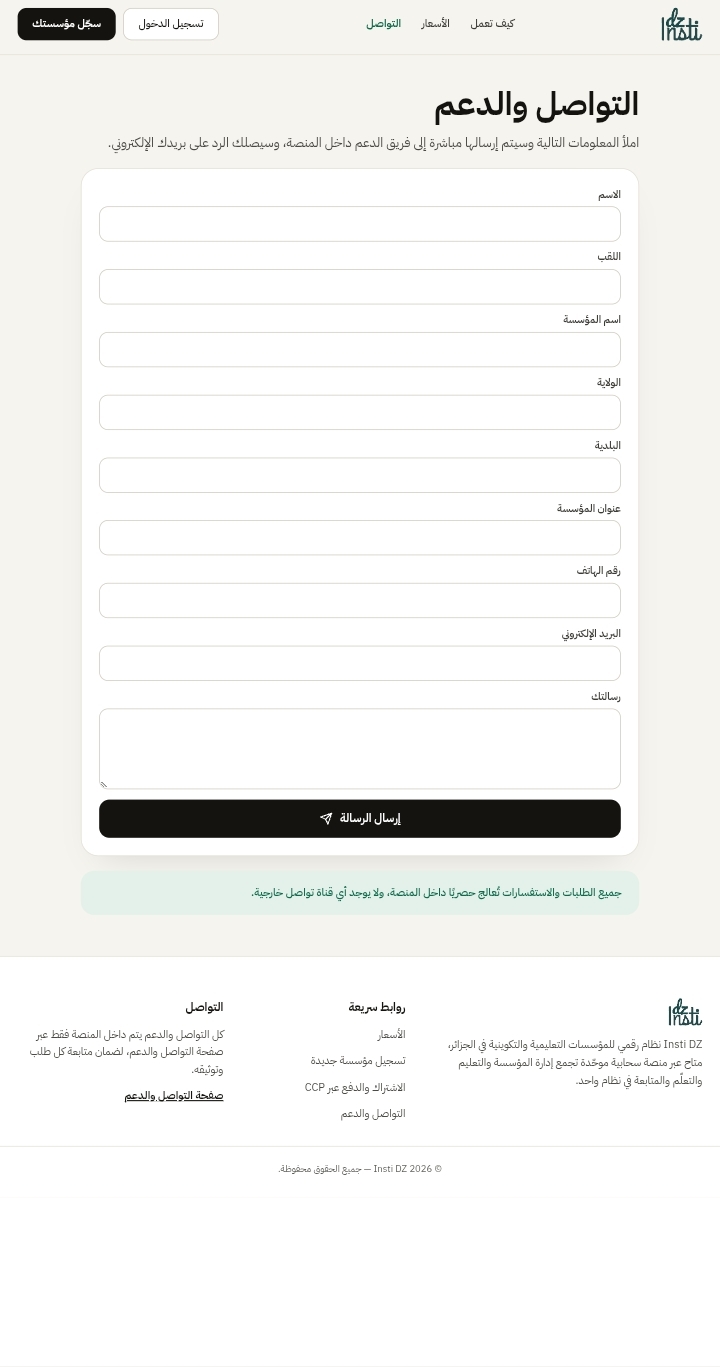 Insti dz
كيف تعمل
الأسعار
التواصل
تسجيل الدخول
سجّل مؤسستك
التواصل والدعم
املأ المعلومات التالية وسيتم إرسالها مباشرة إلى فريق الدعم داخل المنصة، وسيصلك الرد على بريدك الإلكتروني.
الاسم
اللقب
اسم المؤسسة
الولاية
البلدية
عنوان المؤسسة
رقم الهاتف
البريد الإلكتروني
رسالتك
إرسال الرسالة
جميع الطلبات والاستفسارات تُعالج حصريًا داخل المنصة، ولا يوجد أي قناة تواصل خارجية.
Insti dz
Insti DZ نظام رقمي للمؤسسات التعليمية والتكوينية في الجزائر،
متاح عبر منصة سحابية موحّدة تجمع إدارة المؤسسة والتعليم
والتعلّم والمتابعة في نظام واحد.
روابط سريعة
الأسعار
تسجيل مؤسسة جديدة
الاشتراك والدفع عبر CCP
التواصل والدعم
التواصل
كل التواصل والدعم يتم داخل المنصة فقط عبر
صفحة التواصل والدعم، لضمان متابعة كل طلب
وتوثيقه.
صفحة التواصل والدعم
© 2026 Insti DZ — جميع الحقوق محفوظة.